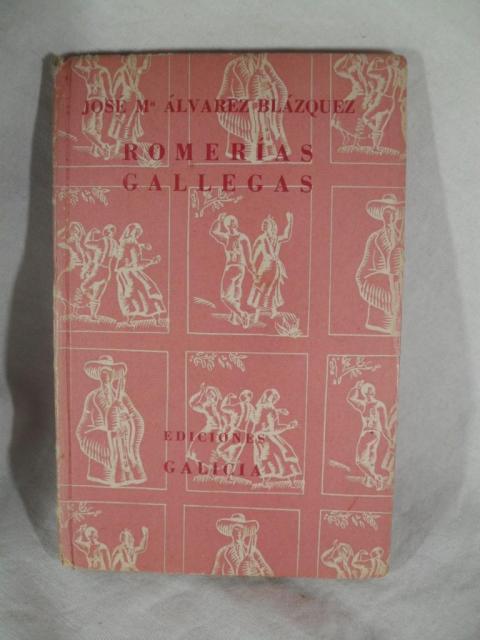 JOSÉ Mª ÁLVAREZ BLÁZQUEZ
ROMERÍAS
GALLEGAS
EDICIONES
GALICIA